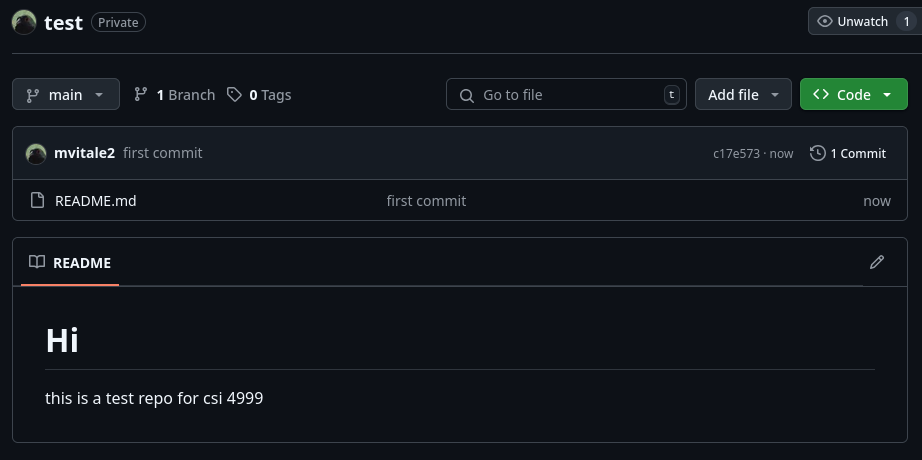 test Private Unwatch 1
main 1 Branch 0 Tags Go to file t Add file Code
mvitale2 first commit c17e573 · now 1 Commit
README.md first commit now
README
Hi
this is a test repo for csi 4999